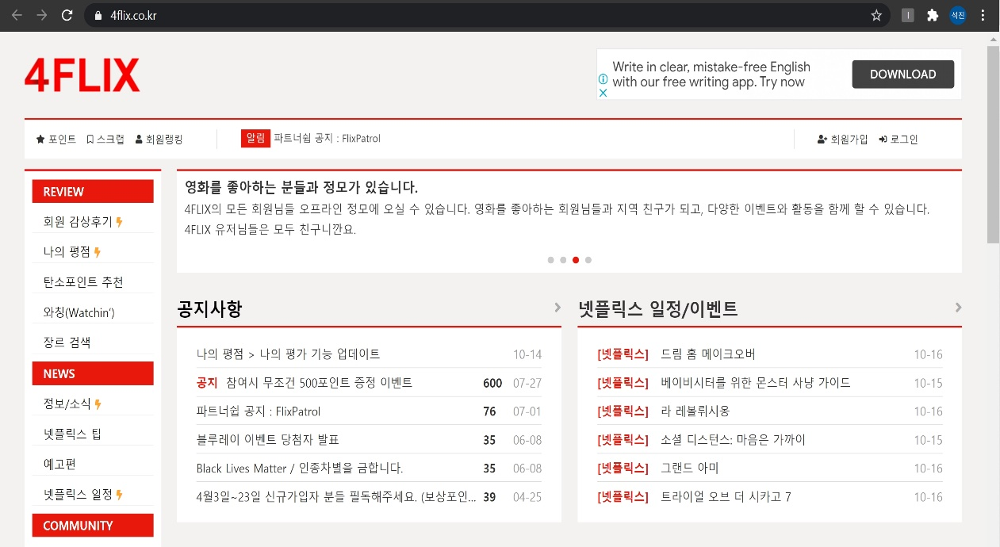 4flix.co.kr
석진
4FLIX
Write in clear, mistake-free English
with our free writing app. Try now
DOWNLOAD
포인트 스크랩 회원랭킹
알림 파트너쉽 공지 : FlixPatrol
회원가입 로그인
REVIEW
회원 감상후기
나의 평점
탄소포인트 추천
와칭(Watchin')
장르 검색
NEWS
정보/소식
넷플릭스 팁
예고편
넷플릭스 일정
COMMUNITY
영화를 좋아하는 분들과 정모가 있습니다.
4FLIX의 모든 회원님들 오프라인 정모에 오실 수 있습니다. 영화를 좋아하는 회원님들과 지역 친구가 되고, 다양한 이벤트와 활동을 함께 할 수 있습니다.
4FLIX 유저님들은 모두 친구니깐요.
공지사항
나의 평점 > 나의 평가 기능 업데이트 10-14
공지 참여시 무조건 500포인트 증정 이벤트 600 07-27
파트너쉽 공지 : FlixPatrol 76 07-01
블루레이 이벤트 당첨자 발표 35 06-08
Black Lives Matter / 인종차별을 금합니다. 35 06-08
4월3일~23일 신규가입자 분들 필독해주세요. (보상포인... 39 04-25
넷플릭스 일정/이벤트
[넷플릭스] 드림 홈 메이크오버 10-16
[넷플릭스] 베이비시터를 위한 몬스터 사냥 가이드 10-15
[넷플릭스] 라 레볼뤼시옹 10-16
[넷플릭스] 소셜 디스턴스: 마음은 가까이 10-15
[넷플릭스] 그랜드 아미 10-16
[넷플릭스] 트라이얼 오브 더 시카고 7 10-16